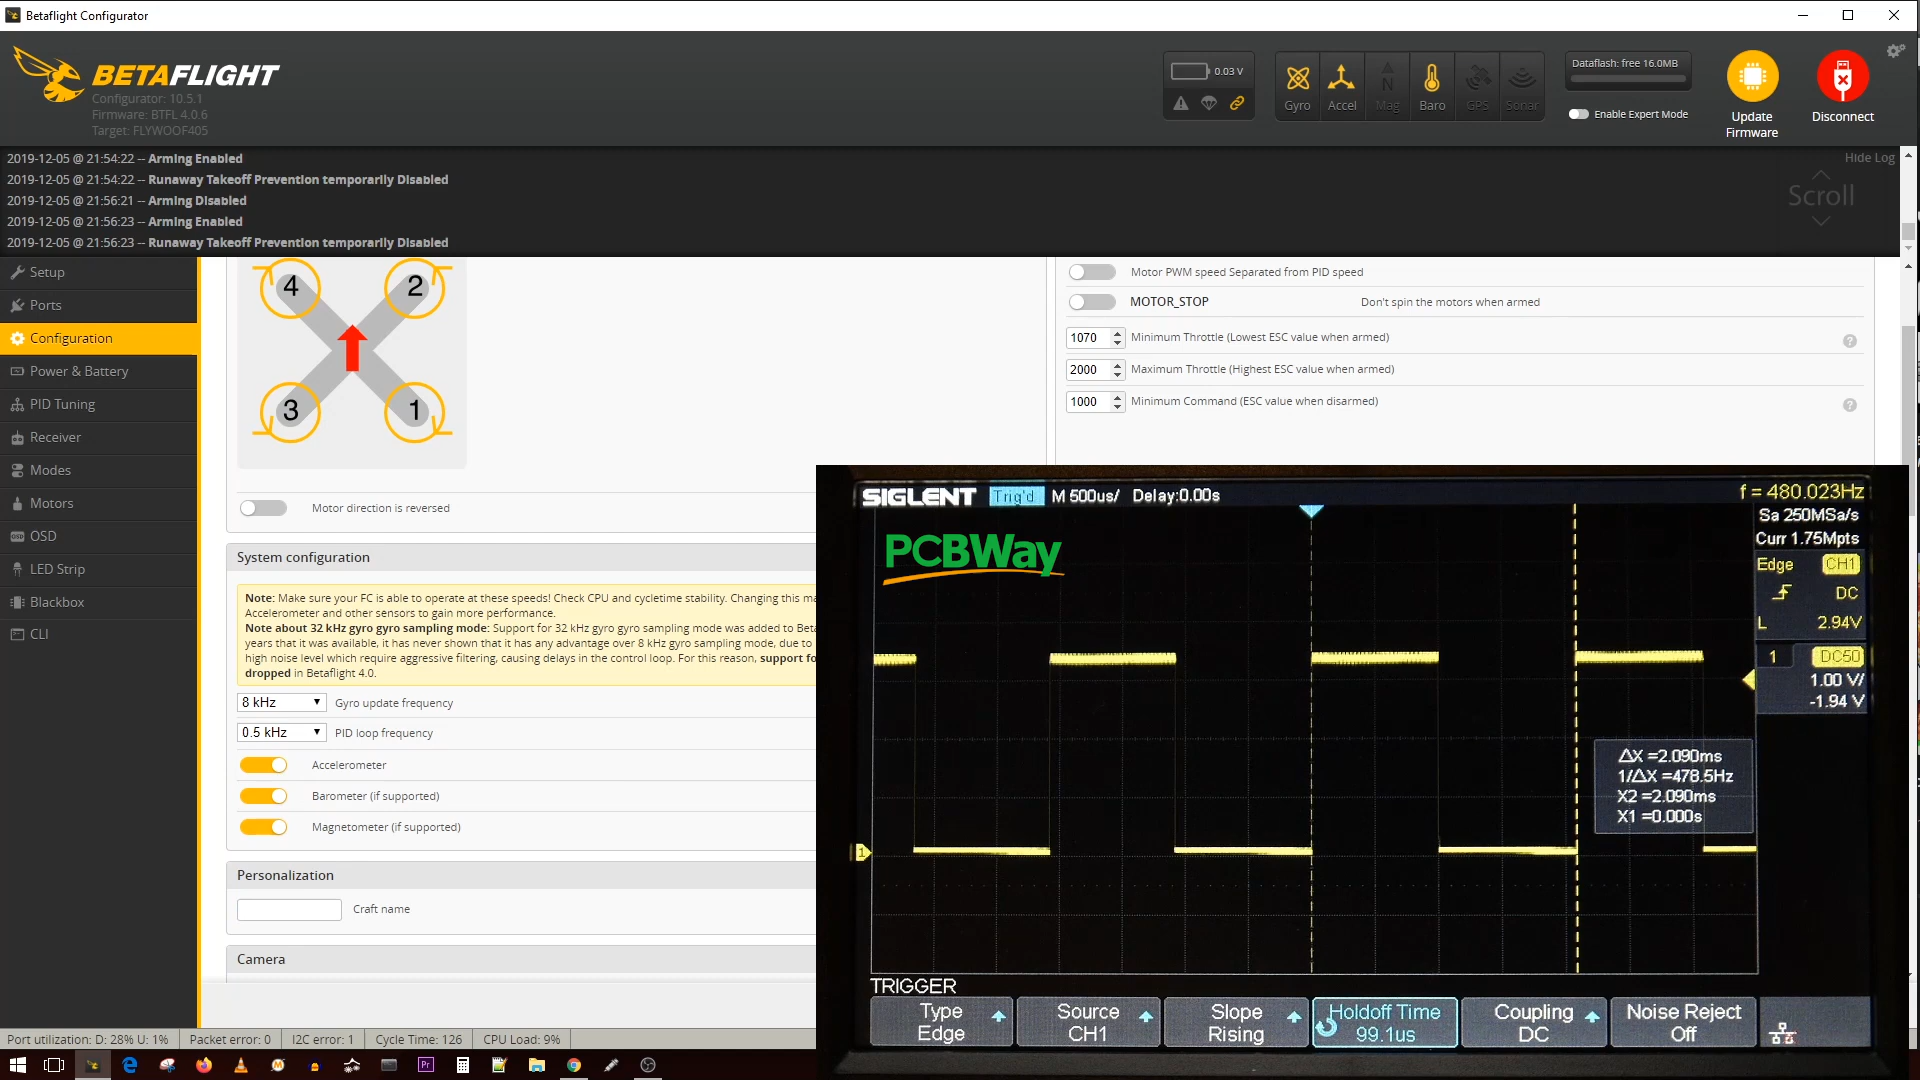 Betaflight Configurator
BETAFLIGHT
Configurator: 10.5.1
Firmware: BTFL 4.0.6
Target: FLYWOOF405
0.03 V
Gyro
Accel
Mag
Baro
GPS
Sonar
Dataflash: free 16.0MB
Enable Expert Mode
Update
Firmware
Disconnect
2019-12-05 @ 21:54:22 -- Arming Enabled
2019-12-05 @ 21:54:22 -- Runaway Takeoff Prevention temporarily Disabled
2019-12-05 @ 21:56:21 -- Arming Disabled
2019-12-05 @ 21:56:23 -- Arming Enabled
2019-12-05 @ 21:56:23 -- Runaway Takeoff Prevention temporarily Disabled
Hide Log
Scroll
Setup
Ports
Configuration
Power & Battery
PID Tuning
Receiver
Modes
Motors
OSD
LED Strip
Blackbox
CLI
4
2
3
1
Motor direction is reversed
Motor PWM speed Separated from PID speed
MOTOR_STOP Don't spin the motors when armed
1070 Minimum Throttle (Lowest ESC value when armed)
2000 Maximum Throttle (Highest ESC value when armed)
1000 Minimum Command (ESC value when disarmed)
System configuration
Note: Make sure your FC is able to operate at these speeds! Check CPU and cycletime stability. Changing this ma
Accelerometer and other sensors to gain more performance.
Note about 32 kHz gyro gyro sampling mode: Support for 32 kHz gyro gyro sampling mode was added to Beta
years that it was available, it has never shown that it has any advantage over 8 kHz gyro sampling mode, due to
high noise level which require aggressive filtering, causing delays in the control loop. For this reason, support fo
dropped in Betaflight 4.0.
8 kHz Gyro update frequency
0.5 kHz PID loop frequency
Accelerometer
Barometer (if supported)
Magnetometer (if supported)
Personalization
Craft name
Camera
SIGLENT Trig'd M 500us/ Delay:0.00s
f = 480.023Hz
Sa 250MSa/s
Curr 1.75Mpts
Edge CH1
DC
L 2.94V
1 DC50
1.00 V/
-1.94 V
PCBWay
1
ΔX =2.090ms
1/ΔX =478.5Hz
X2 =2.090ms
X1 =0.000s
TRIGGER
Type
Edge
Source
CH1
Slope
Rising
Holdoff Time
99.1us
Coupling
DC
Noise Reject
Off
Port utilization: D: 28% U: 1%
Packet error: 0
I2C error: 1
Cycle Time: 126
CPU Load: 9%
Pr